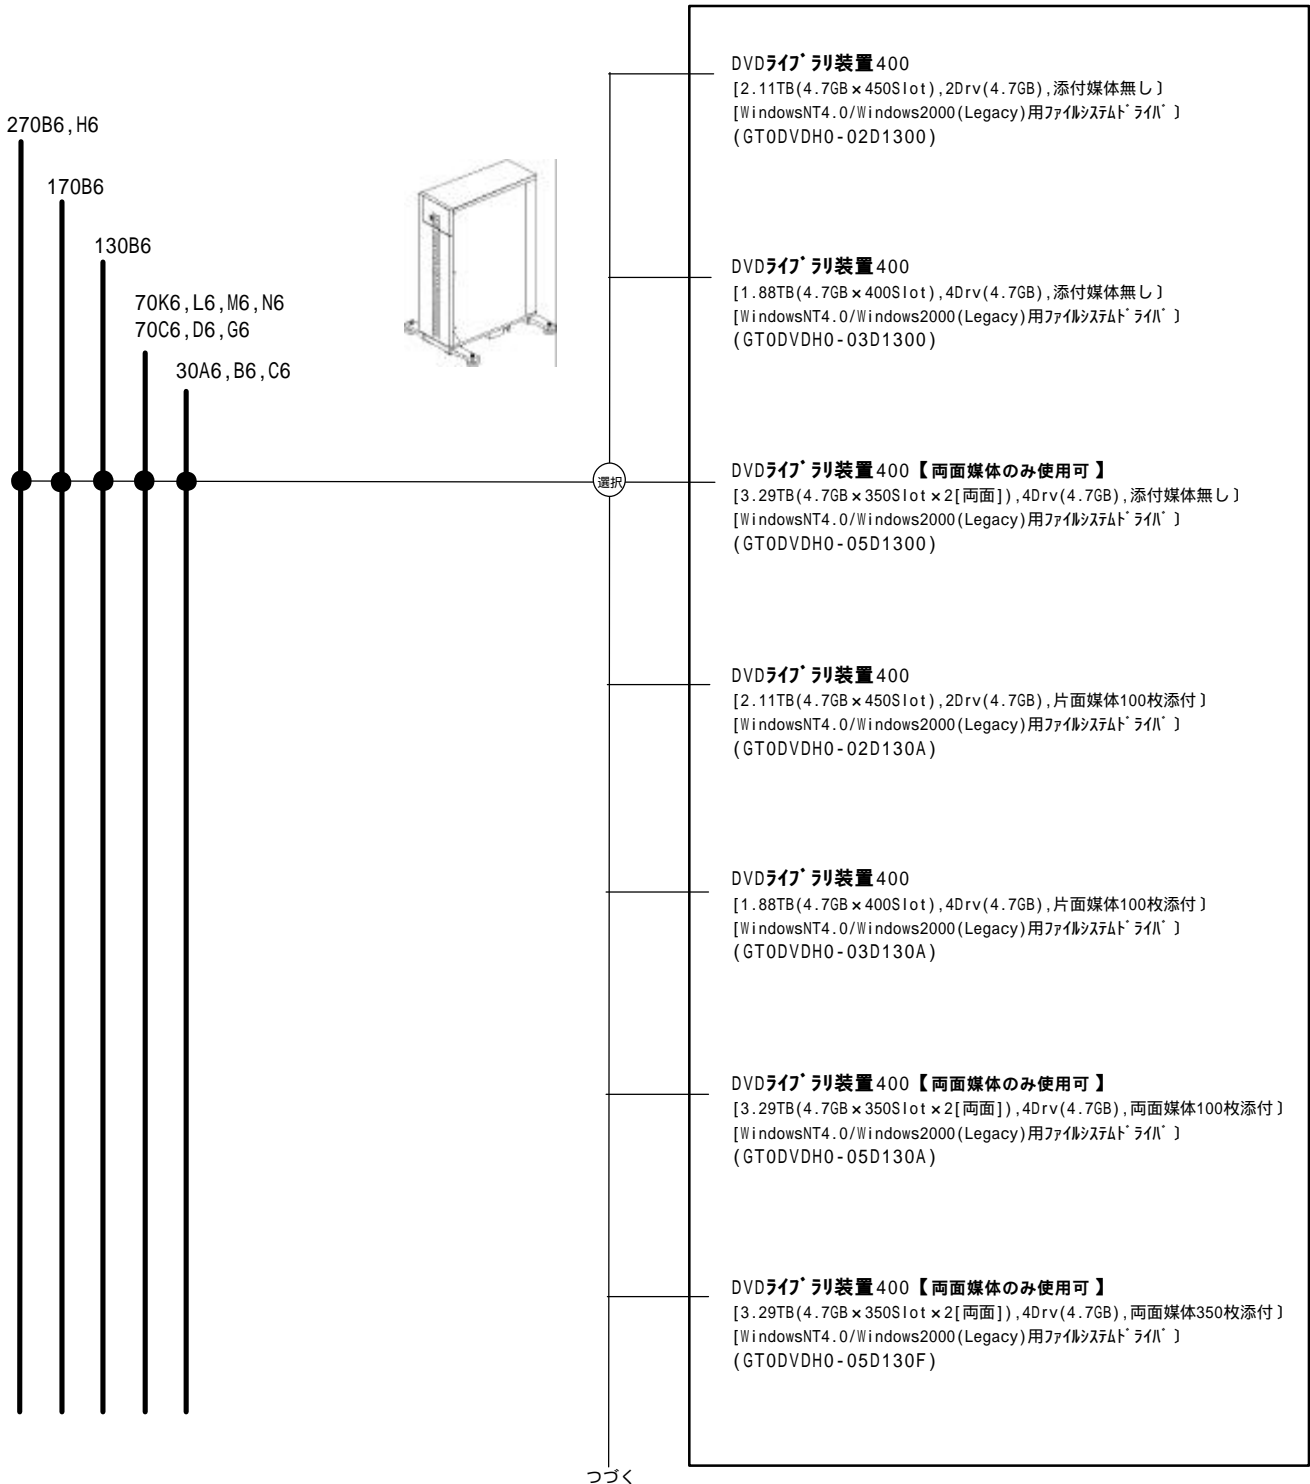 270B6,H6
170B6
130B6
70K6,L6,M6,N6
70C6,D6,G6
30A6,B6,C6
選択
DVDﾗｲﾌﾞﾗﾘ装置400
[2.11TB(4.7GB×450Slot),2Drv(4.7GB),添付媒体無し〕
[WindowsNT4.0/Windows2000(Legacy)用ﾌｧｲﾙｼｽﾃﾑﾄﾞﾗｲﾊﾞ〕
(GT0DVDH0-02D1300)
DVDﾗｲﾌﾞﾗﾘ装置400
[1.88TB(4.7GB×400Slot),4Drv(4.7GB),添付媒体無し〕
[WindowsNT4.0/Windows2000(Legacy)用ﾌｧｲﾙｼｽﾃﾑﾄﾞﾗｲﾊﾞ〕
(GT0DVDH0-03D1300)
DVDﾗｲﾌﾞﾗﾘ装置400【両面媒体のみ使用可】
[3.29TB(4.7GB×350Slot×2[両面]),4Drv(4.7GB),添付媒体無し〕
[WindowsNT4.0/Windows2000(Legacy)用ﾌｧｲﾙｼｽﾃﾑﾄﾞﾗｲﾊﾞ〕
(GT0DVDH0-05D1300)
DVDﾗｲﾌﾞﾗﾘ装置400
[2.11TB(4.7GB×450Slot),2Drv(4.7GB),片面媒体100枚添付〕
[WindowsNT4.0/Windows2000(Legacy)用ﾌｧｲﾙｼｽﾃﾑﾄﾞﾗｲﾊﾞ〕
(GT0DVDH0-02D130A)
DVDﾗｲﾌﾞﾗﾘ装置400
[1.88TB(4.7GB×400Slot),4Drv(4.7GB),片面媒体100枚添付〕
[WindowsNT4.0/Windows2000(Legacy)用ﾌｧｲﾙｼｽﾃﾑﾄﾞﾗｲﾊﾞ〕
(GT0DVDH0-03D130A)
DVDﾗｲﾌﾞﾗﾘ装置400【両面媒体のみ使用可】
[3.29TB(4.7GB×350Slot×2[両面]),4Drv(4.7GB),両面媒体100枚添付〕
[WindowsNT4.0/Windows2000(Legacy)用ﾌｧｲﾙｼｽﾃﾑﾄﾞﾗｲﾊﾞ〕
(GT0DVDH0-05D130A)
DVDﾗｲﾌﾞﾗﾘ装置400【両面媒体のみ使用可】
[3.29TB(4.7GB×350Slot×2[両面]),4Drv(4.7GB),両面媒体350枚添付〕
[WindowsNT4.0/Windows2000(Legacy)用ﾌｧｲﾙｼｽﾃﾑﾄﾞﾗｲﾊﾞ〕
(GT0DVDH0-05D130F)
つづく